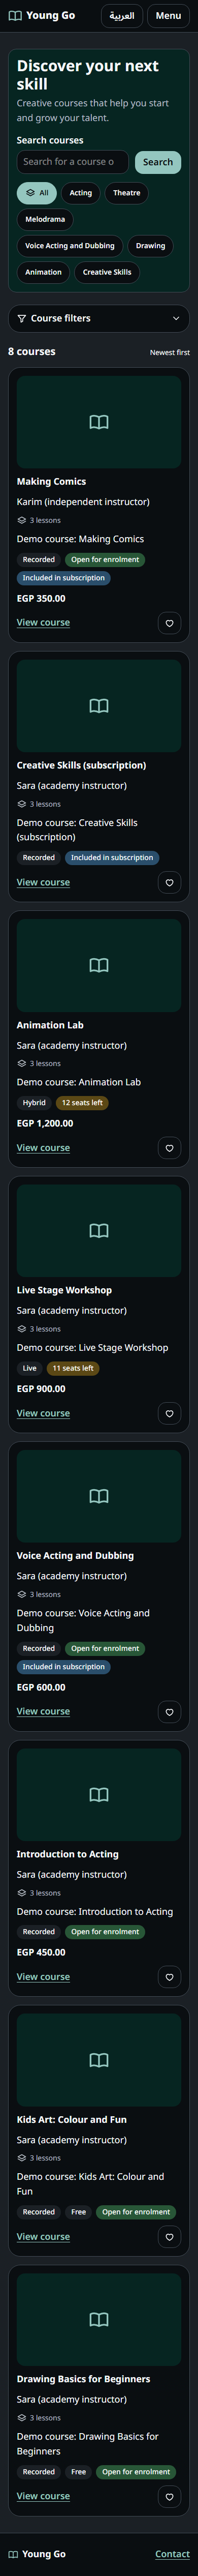 Young Go
العربية
Menu
Discover your next
skill
Creative courses that help you start
and grow your talent.
Search courses
Search for a course o
Search
All
Acting
Theatre
Melodrama
Voice Acting and Dubbing
Drawing
Animation
Creative Skills
Course filters
8 courses
Newest first
Making Comics
Karim (independent instructor)
3 lessons
Demo course: Making Comics
Recorded
Open for enrolment
Included in subscription
EGP 350.00
View course
Creative Skills (subscription)
Sara (academy instructor)
3 lessons
Demo course: Creative Skills
(subscription)
Recorded
Included in subscription
View course
Animation Lab
Sara (academy instructor)
3 lessons
Demo course: Animation Lab
Hybrid
12 seats left
EGP 1,200.00
View course
Live Stage Workshop
Sara (academy instructor)
3 lessons
Demo course: Live Stage Workshop
Live
11 seats left
EGP 900.00
View course
Voice Acting and Dubbing
Sara (academy instructor)
3 lessons
Demo course: Voice Acting and
Dubbing
Recorded
Open for enrolment
Included in subscription
EGP 600.00
View course
Introduction to Acting
Sara (academy instructor)
3 lessons
Demo course: Introduction to Acting
Recorded
Open for enrolment
EGP 450.00
View course
Kids Art: Colour and Fun
Sara (academy instructor)
3 lessons
Demo course: Kids Art: Colour and
Fun
Recorded
Free
Open for enrolment
View course
Drawing Basics for Beginners
Sara (academy instructor)
3 lessons
Demo course: Drawing Basics for
Beginners
Recorded
Free
Open for enrolment
View course
Young Go
Contact